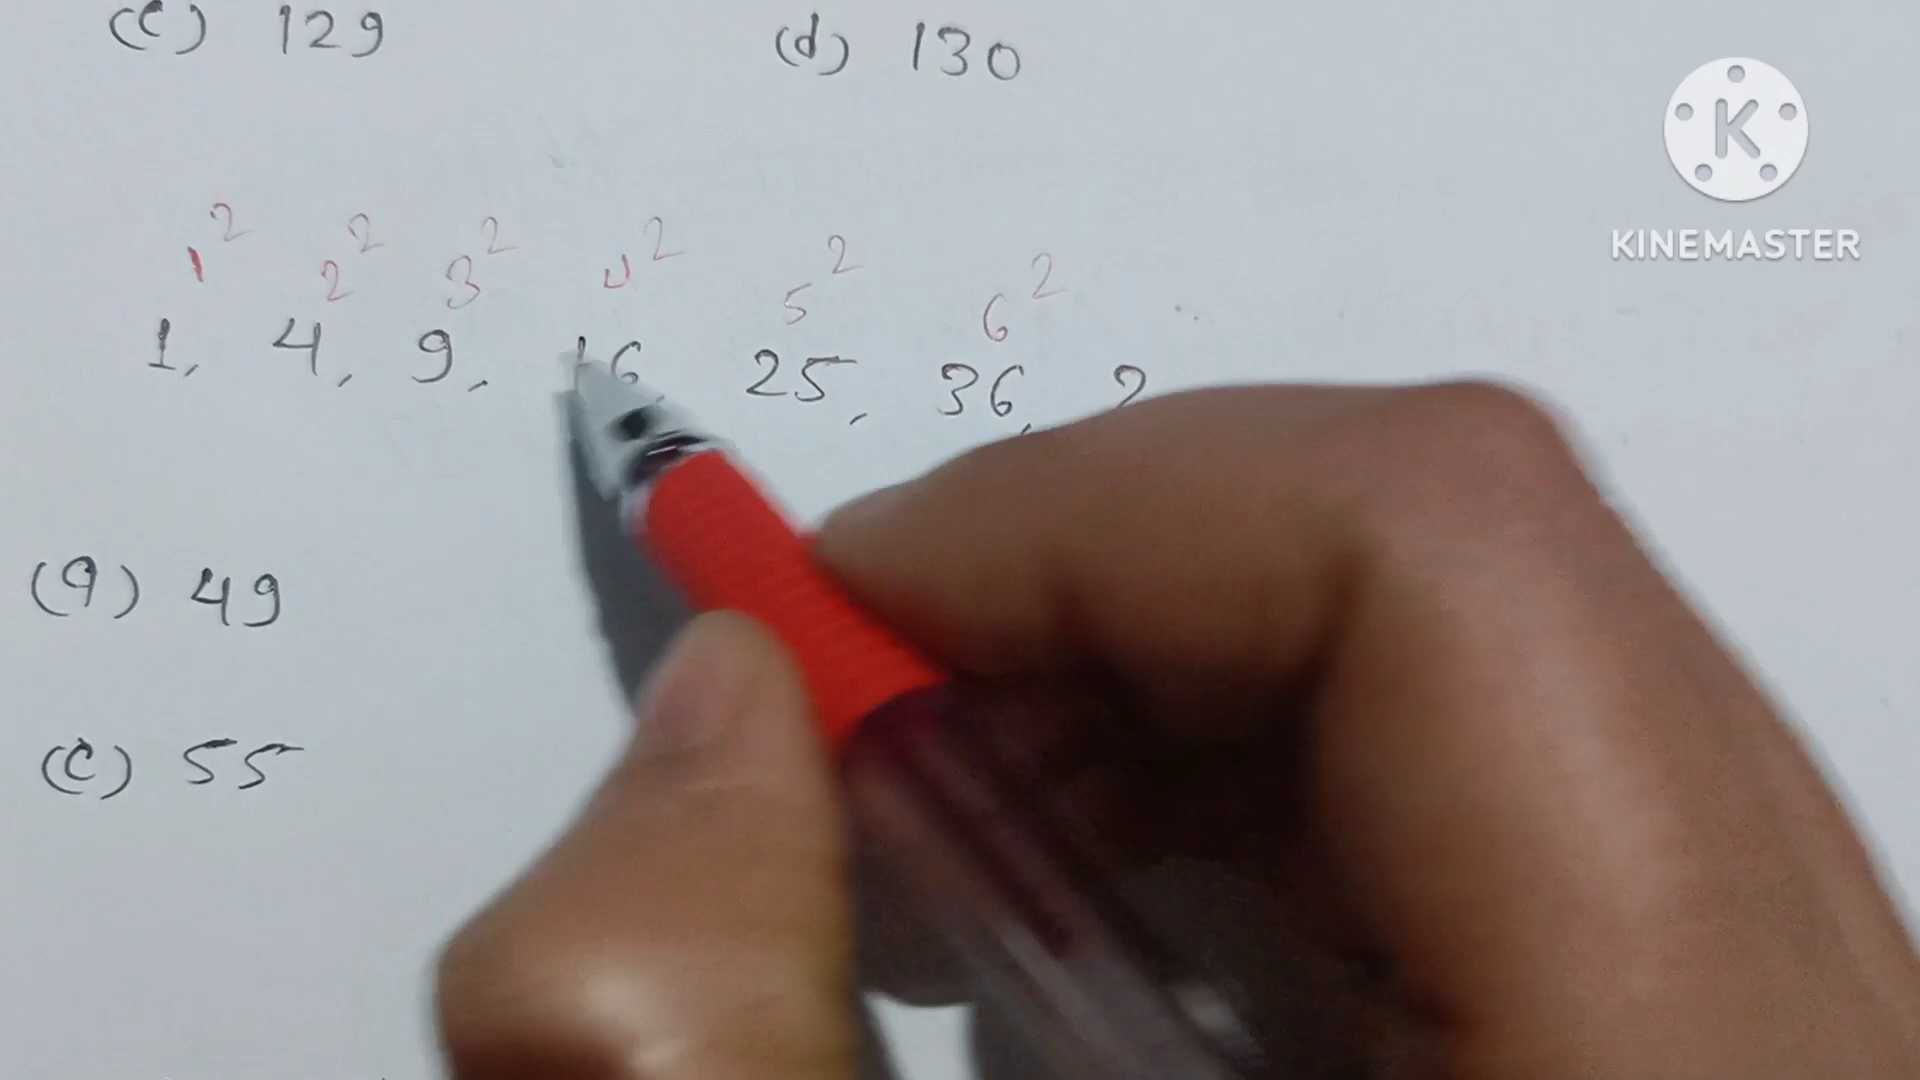 (c) 129 (d) 130
K
KINEMASTER
1² 2² 3² 4² 5² 6²
1, 4, 9, 16, 25, 36, ?
(a) 49
(c) 55